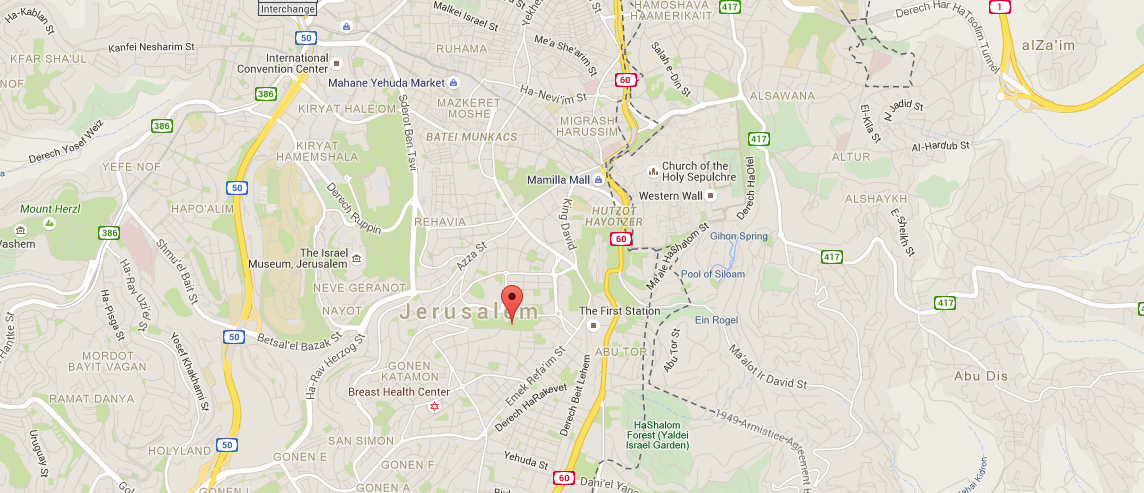 Ha-Kablan St
Interchange
50
Malkei Israel St
HAMOSHAVA
HAAMERIKA'IT
417
Derech Har HaTsofim Tunnel
1
alZa'im
Kanfei Nesharim St
KFAR SHA'UL
International
Convention Center
Mahane Yehuda Market
RUHAMA
Me'a She'arim St
Salah e-Din St
60
386
KIRYAT HALE'OM
Sderot Ben Tsvi
MAZKERET
MOSHE
Ha-Nevi'im St
ALSAWANA
El-Kila St
N Jadid St
386
BATEI MUNKACS
MIGRASH
HARUSSIM
417
Derech Yosef Weiz
KIRYAT
HAMEMSHALA
YEFE NOF
ALTUR
Al-Hardub St
Church of the
Holy Sepulchre
50
Derech Ruppin
Mamilla Mall
Western Wall
Derech HaOfel
ALSHAYKH
Mount Herzl
HAPO'ALIM
REHAVIA
King David
HUTZOT
HAYOTZER
E-Sheikh St
386
Shmu'el Bait St
60
Ma'ale HaShalom St
Gihon Spring
The Israel
Museum, Jerusalem
Azza St
417
Pool of Siloam
Ha-Rav Uzi'el St
Ha-Pisga St
NEVE GERANOT
NAYOT
Jerusalem
The First Station
Ein Rogel
417
50
Betsal'el Bazak St
Ha-Rav Herzog St
Yosef Khakhami St
MORDOT
BAYIT VAGAN
GONEN
KATAMON
Emek Refa'im St
ABU TOR
Abu Tor St
Ma'alot Ir David St
Abu Dis
Breast Health Center
Derech HaRakevet
Derech Beit Lehem
RAMAT DANYA
Uruguay St
HaShalom
Forest (Yaldei
Israel Garden)
1949 Armistice Agreement
50
SAN SIMON
HOLYLAND
GONEN E
GONEN F
Yehuda St
60